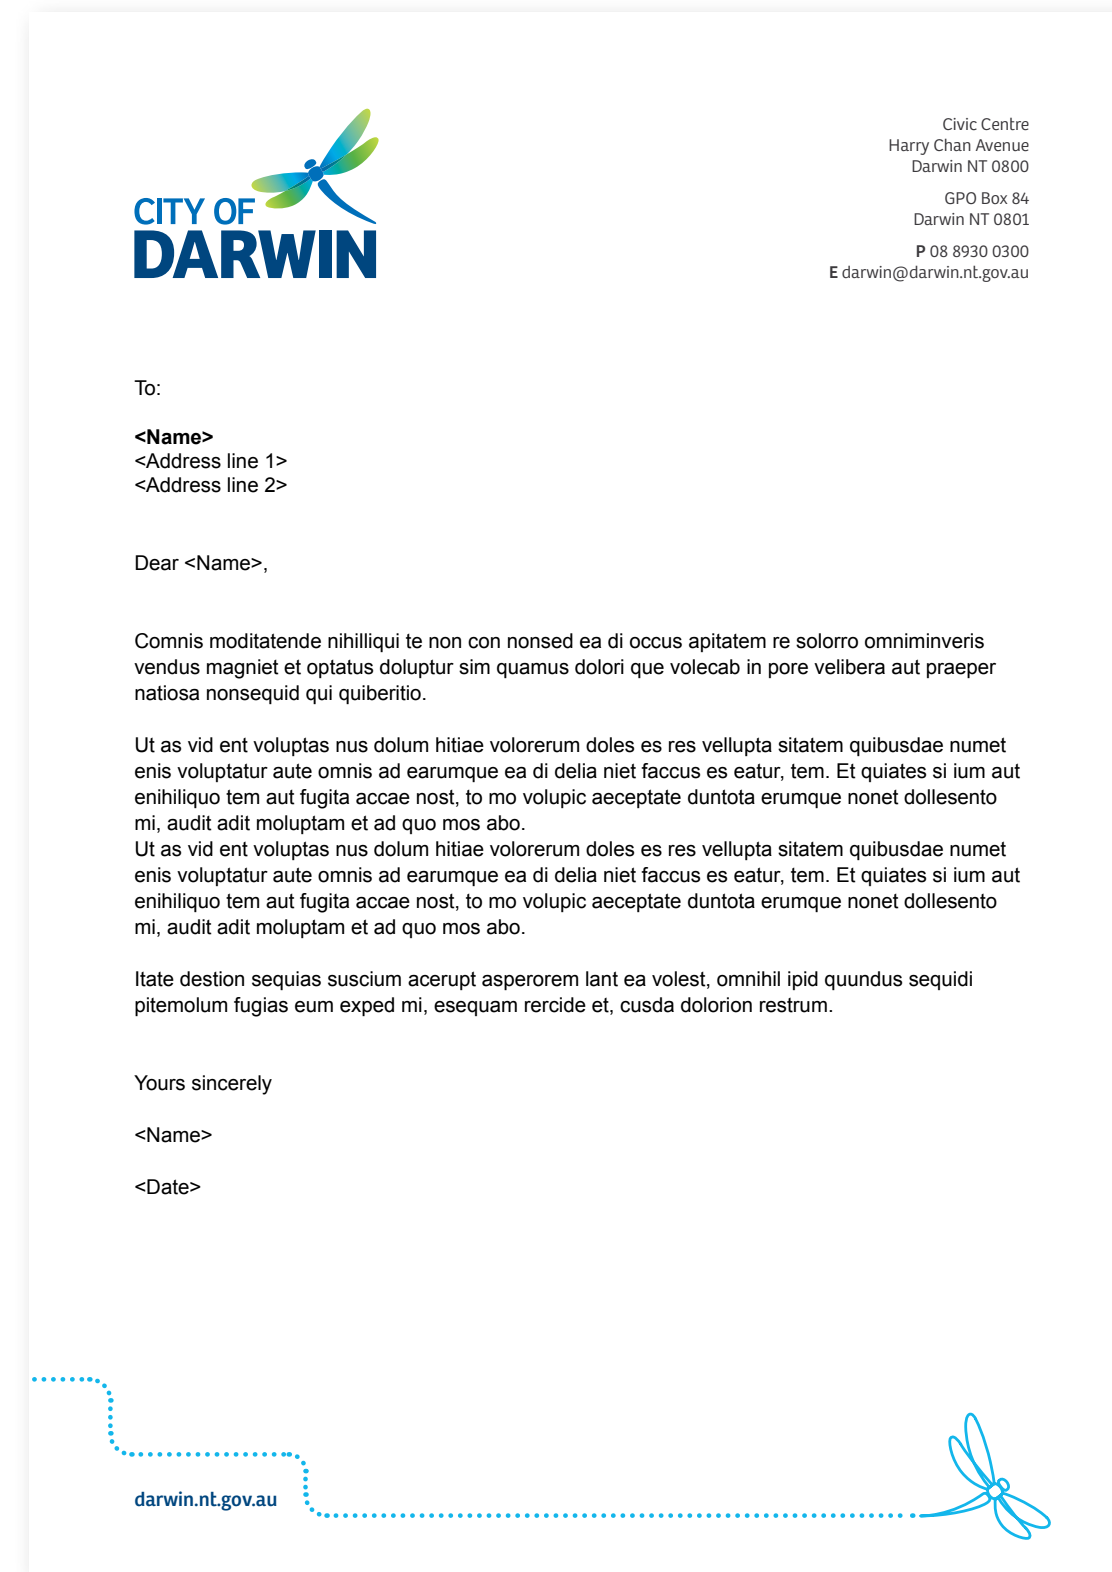 CITY OF
DARWIN
Civic Centre
Harry Chan Avenue
Darwin NT 0800
GPO Box 84
Darwin NT 0801
P 08 8930 0300
E darwin@darwin.nt.gov.au
To:
<Name>
<Address line 1>
<Address line 2>
Dear <Name>,
Comnis moditatende nihilliqui te non con nonsed ea di occus apitatem re solorro omniminveris
vendus magniet et optatus doluptur sim quamus dolori que volecab in pore velibera aut praeper
natiosa nonsequid qui quiberitio.
Ut as vid ent voluptas nus dolum hitiae volorerum doles es res vellupta sitatem quibusdae numet
enis voluptatur aute omnis ad earumque ea di delia niet faccus es eatur, tem. Et quiates si ium aut
enihiliquo tem aut fugita accae nost, to mo volupic aeceptate duntota erumque nonet dollesento
mi, audit adit moluptam et ad quo mos abo.
Ut as vid ent voluptas nus dolum hitiae volorerum doles es res vellupta sitatem quibusdae numet
enis voluptatur aute omnis ad earumque ea di delia niet faccus es eatur, tem. Et quiates si ium aut
enihiliquo tem aut fugita accae nost, to mo volupic aeceptate duntota erumque nonet dollesento
mi, audit adit moluptam et ad quo mos abo.
Itate destion sequias suscium acerupt asperorem lant ea volest, omnihil ipid quundus sequidi
pitemolum fugias eum exped mi, esequam rercide et, cusda dolorion restrum.
Yours sincerely
<Name>
<Date>
darwin.nt.gov.au